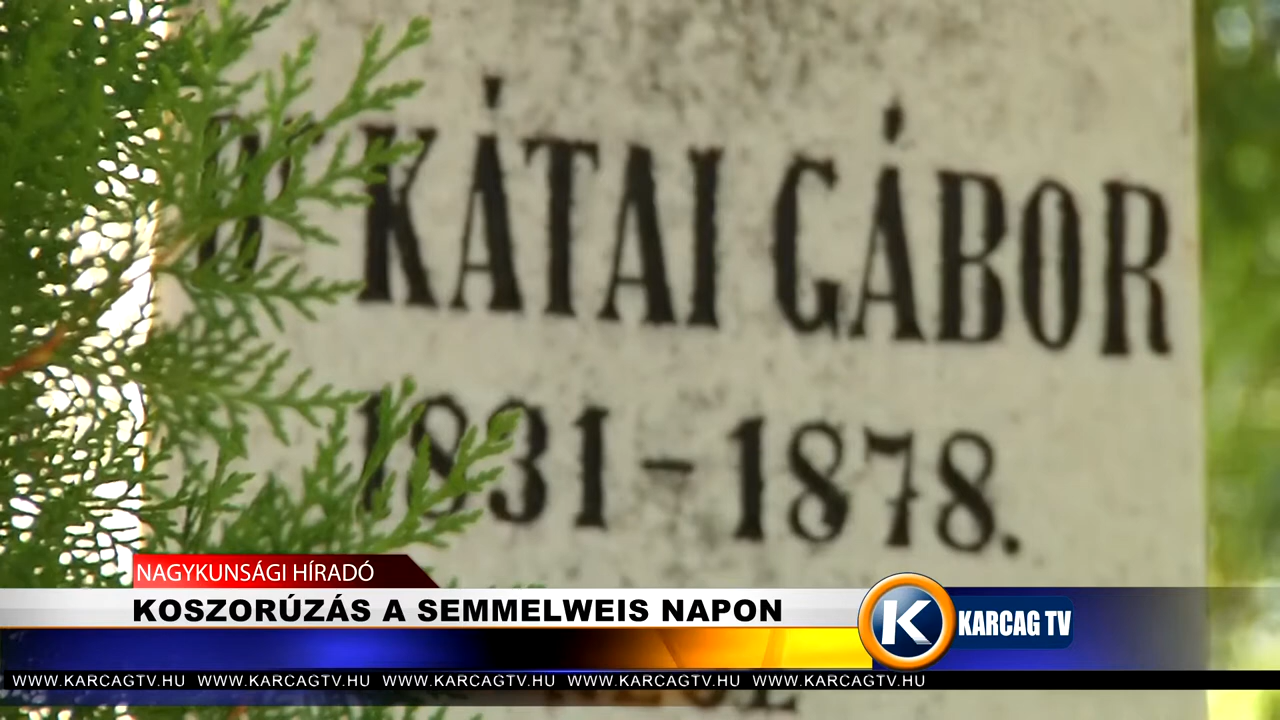 KÁTAI GÁBOR
1831 - 1878.
NAGYKUNSÁGI HÍRADÓ
KOSZORÚZÁS A SEMMELWEIS NAPON
K KARCAG TV
WWW.KARCAGTV.HU WWW.KARCAGTV.HU WWW.KARCAGTV.HU WWW.KARCAGTV.HU WWW.KARCAGTV.HU